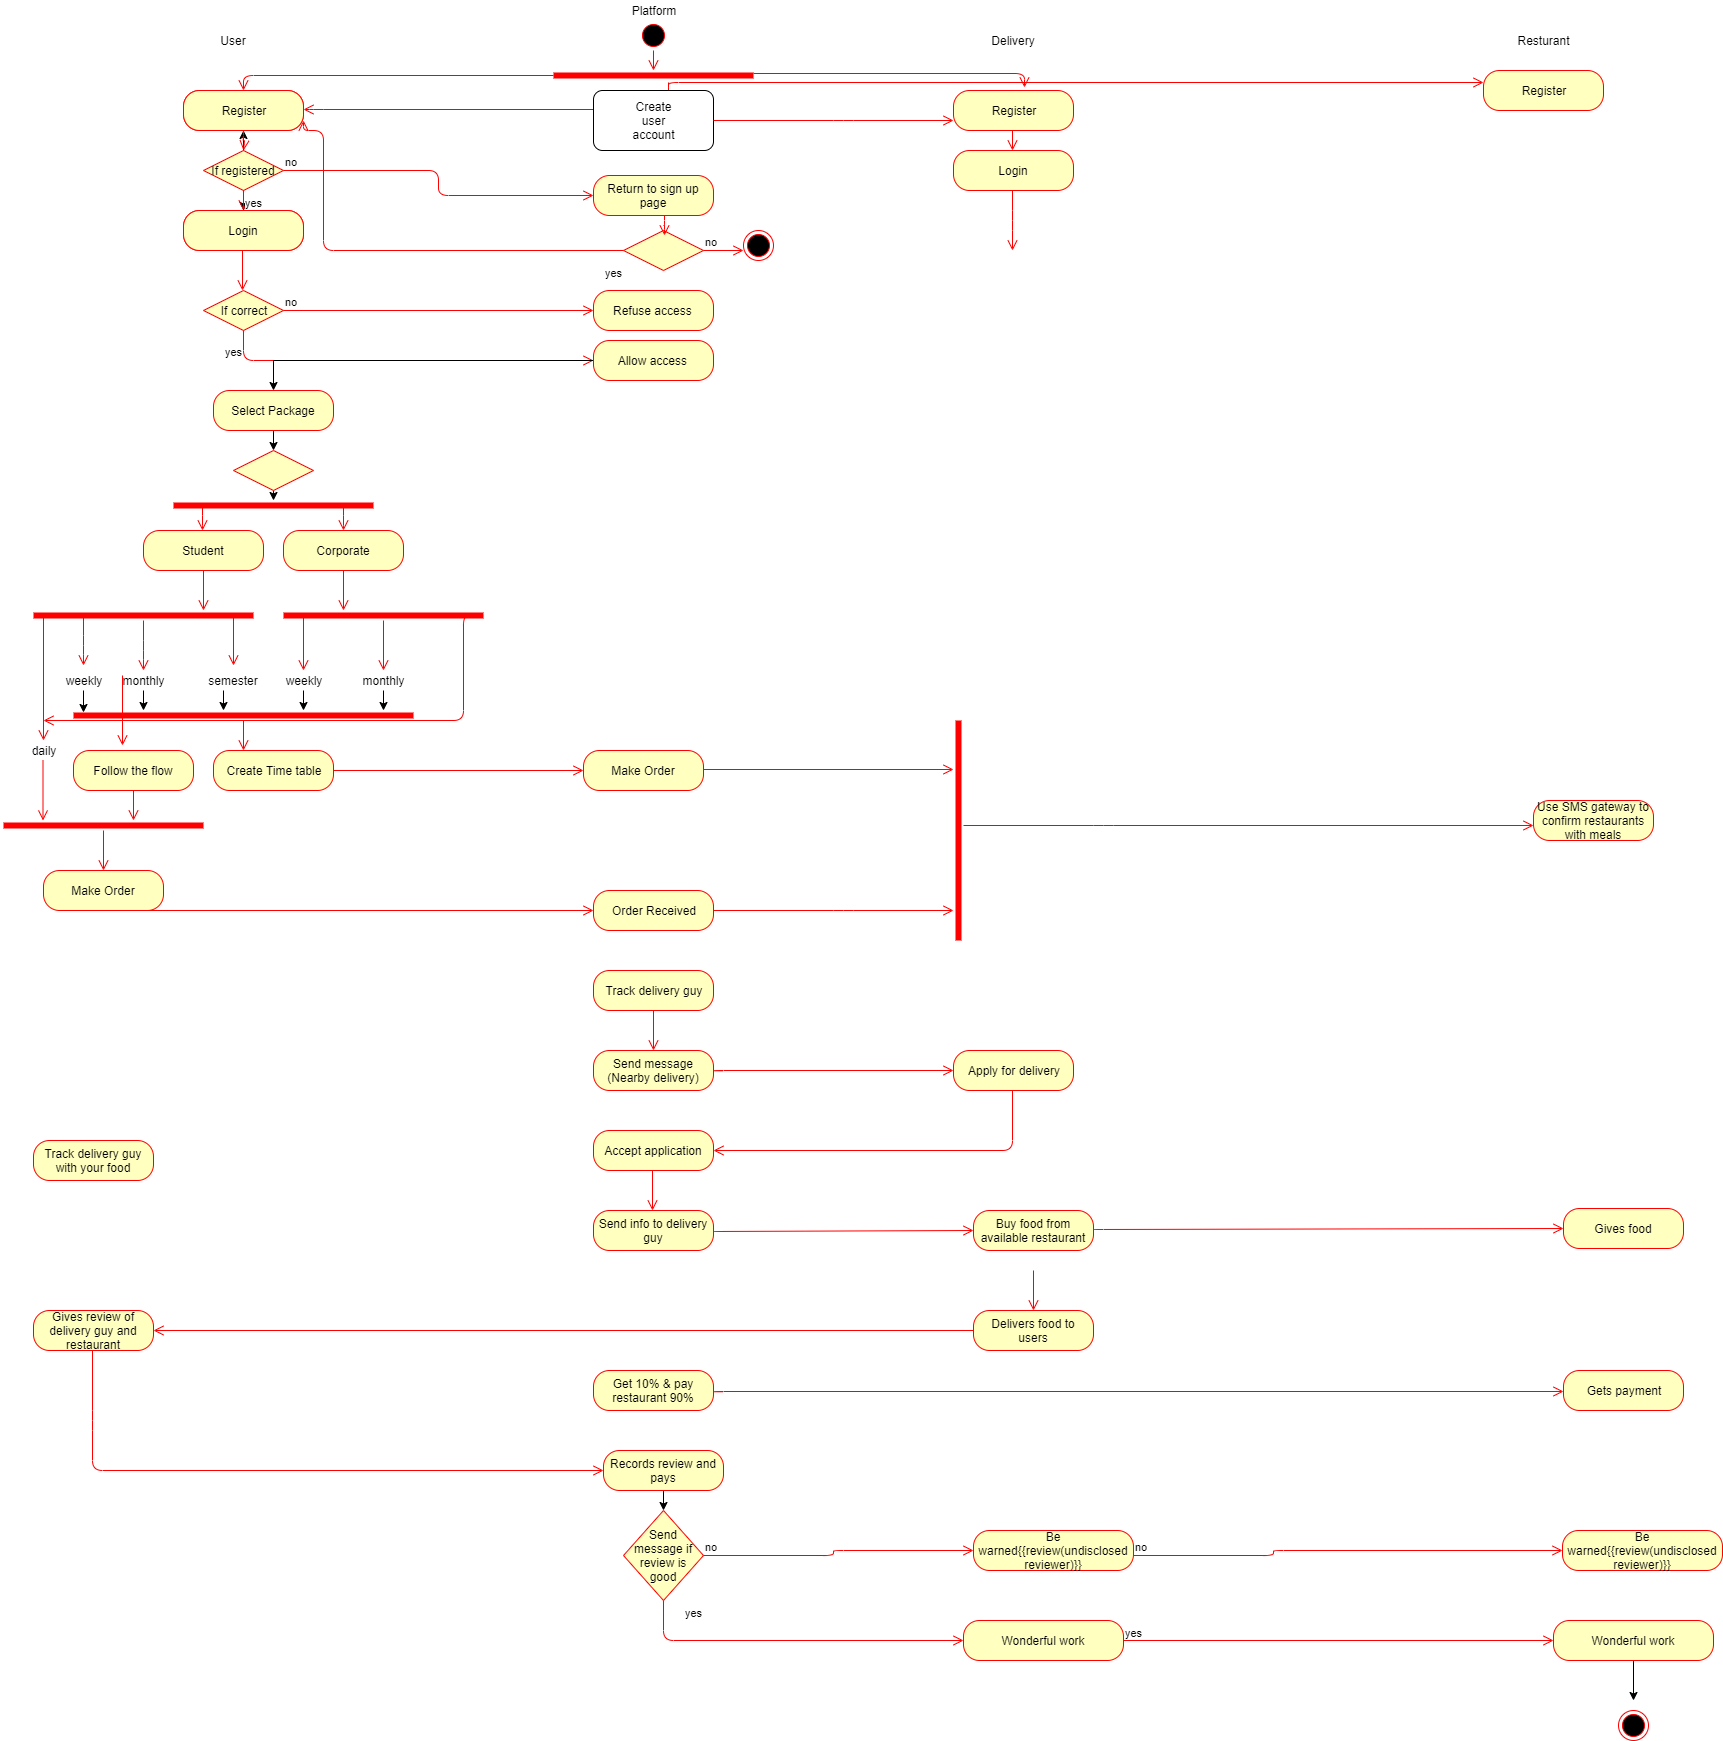 Platform
User
Delivery
Resturant
Register
Create
user
account
Register
Register
If registered
no
yes
Return to sign up
page
Login
Login
no
yes
If correct
no
Refuse access
yes
Allow access
Select Package
Student
Corporate
weekly
monthly
semester
weekly
monthly
daily
Follow the flow
Create Time table
Make Order
Use SMS gateway to
confirm restaurants
with meals
Make Order
Order Received
Track delivery guy
Send message
(Nearby delivery)
Apply for delivery
Track delivery guy
with your food
Accept application
Send info to delivery
guy
Buy food from
available restaurant
Gives food
Gives review of
delivery guy and
restaurant
Delivers food to
users
Get 10% & pay
restaurant 90%
Gets payment
Records review and
pays
Send
message if
review is
good
no
Be
warned{{review(undisclosed
reviewer)}}
no
Be
warned{{review(undisclosed
reviewer)}}
yes
Wonderful work
yes
Wonderful work